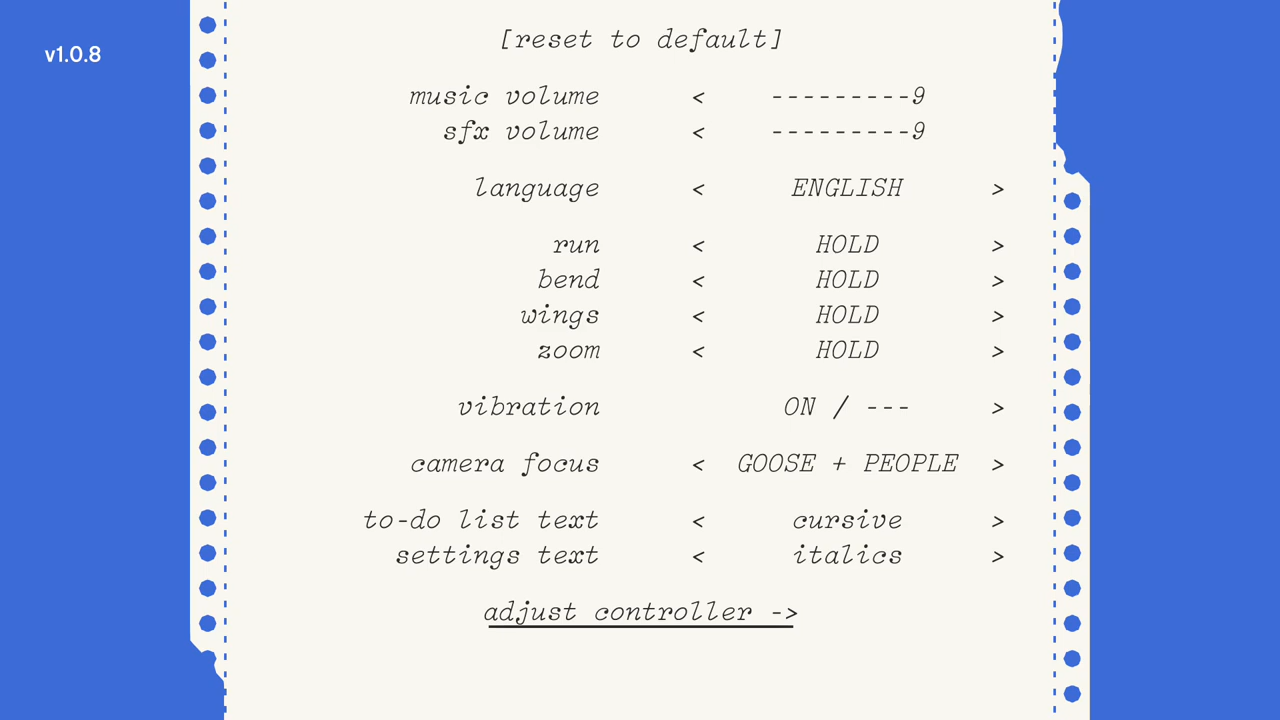 v1.0.8
[reset to default]
music volume < ---------9
sfx volume < ---------9
language < ENGLISH >
run < HOLD >
bend < HOLD >
wings < HOLD >
zoom < HOLD >
vibration ON / --- >
camera focus < GOOSE + PEOPLE >
to-do list text < cursive >
settings text < italics >
adjust controller ->